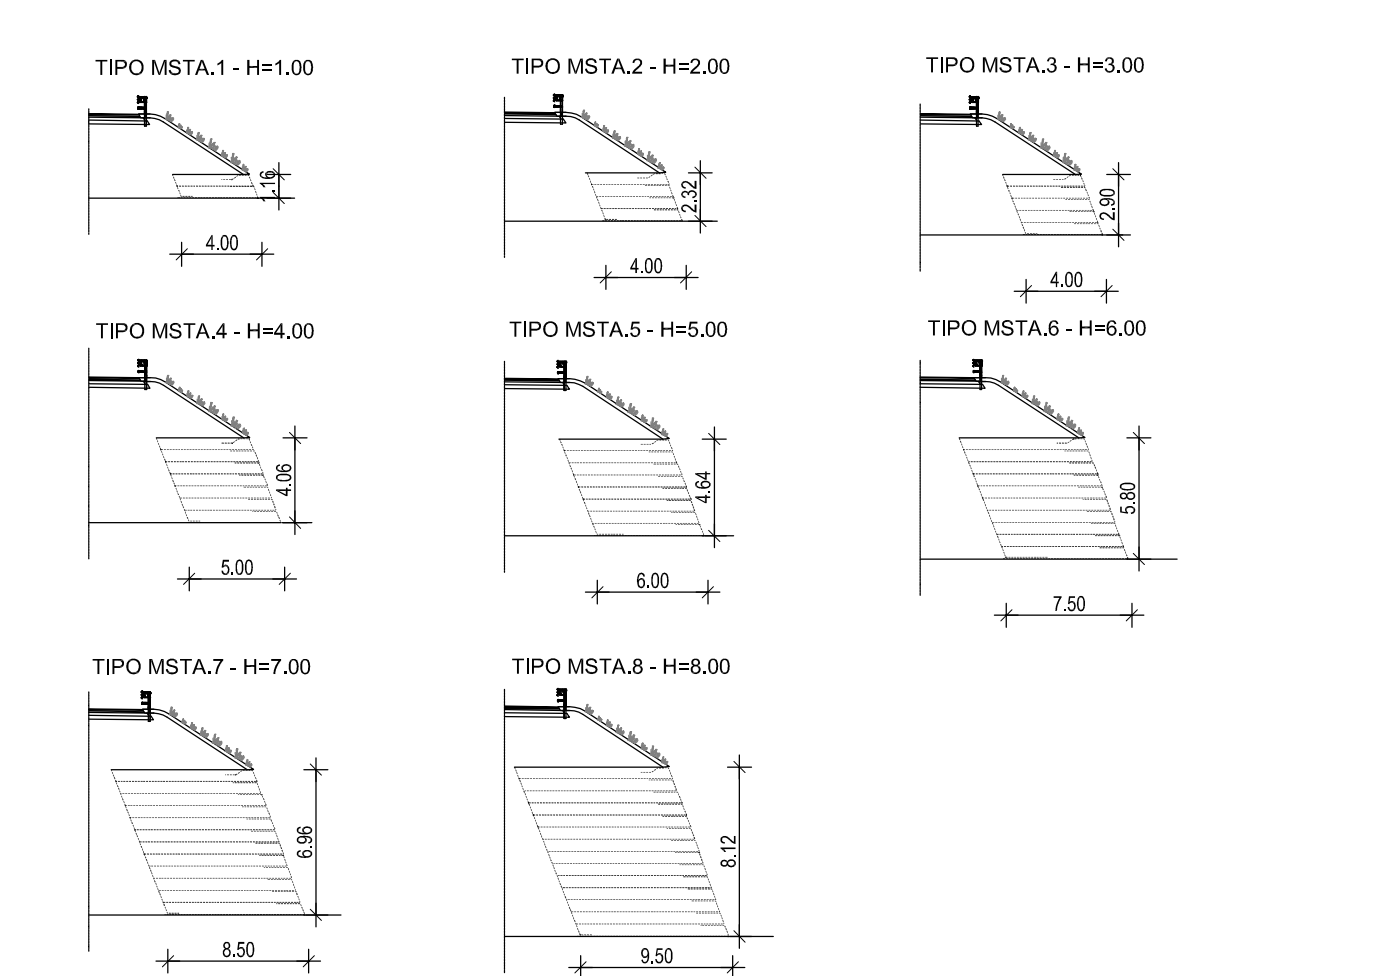 TIPO MSTA.1 - H=1.00
1.16
4.00
TIPO MSTA.2 - H=2.00
2.32
4.00
TIPO MSTA.3 - H=3.00
2.90
4.00
TIPO MSTA.4 - H=4.00
4.06
5.00
TIPO MSTA.5 - H=5.00
4.64
6.00
TIPO MSTA.6 - H=6.00
5.80
7.50
TIPO MSTA.7 - H=7.00
6.96
8.50
TIPO MSTA.8 - H=8.00
8.12
9.50